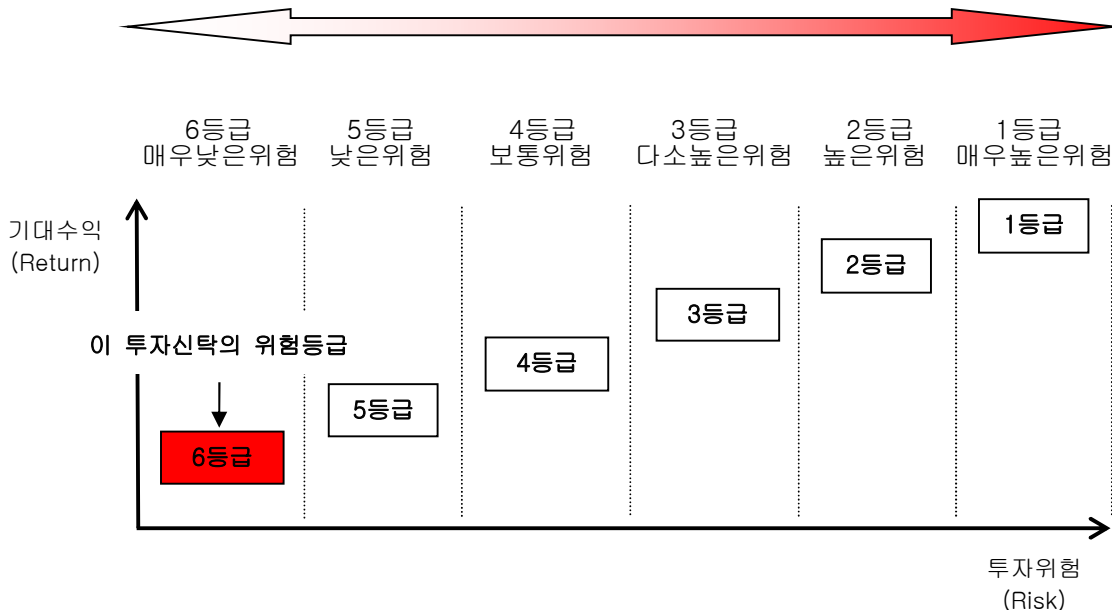 6등급 5등급 4등급 3등급 2등급 1등급
매우낮은위험 낮은위험 보통위험 다소높은위험 높은위험 매우높은위험
기대수익
(Return)
1등급
2등급
3등급
이 투자신탁의 위험등급
4등급
5등급
6등급
투자위험
(Risk)